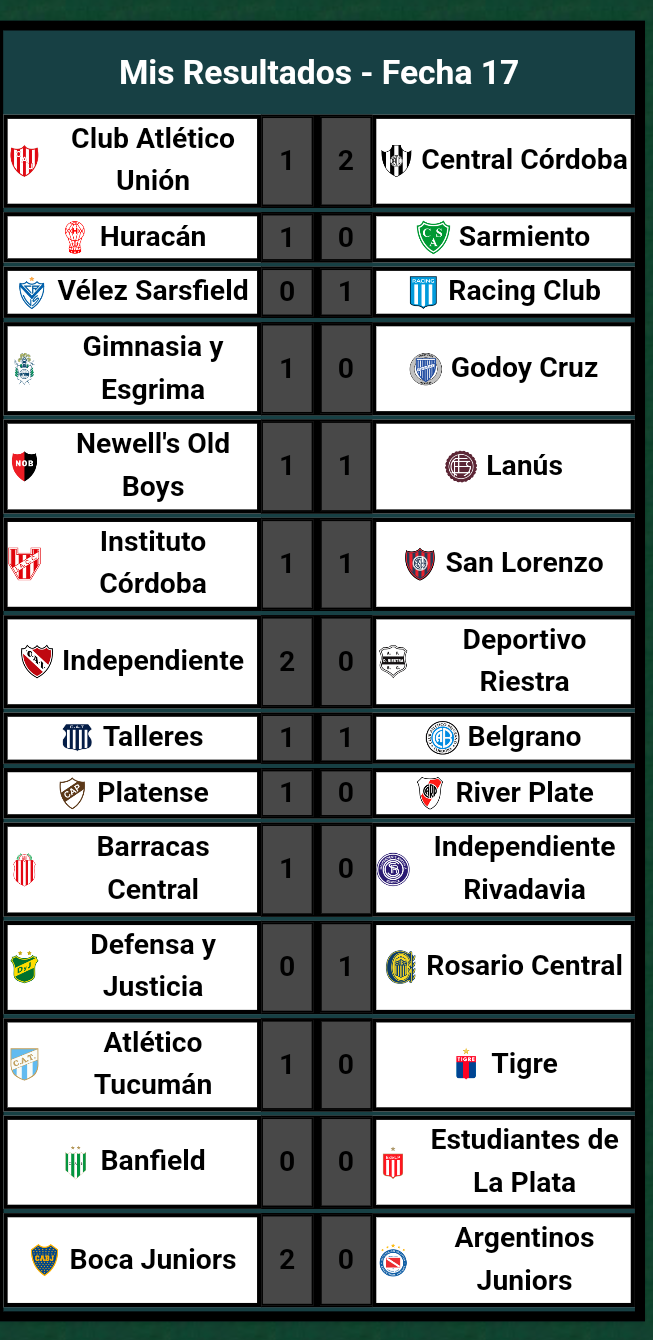 Mis Resultados - Fecha 17
Club Atlético
Unión
1
2
Central Córdoba
Huracán
1
0
Sarmiento
Vélez Sarsfield
0
1
Racing Club
Gimnasia y
Esgrima
1
0
Godoy Cruz
Newell's Old
Boys
1
1
Lanús
Instituto
Córdoba
1
1
San Lorenzo
Independiente
2
0
Deportivo
Riestra
Talleres
1
1
Belgrano
Platense
1
0
River Plate
Barracas
Central
1
0
Independiente
Rivadavia
Defensa y
Justicia
0
1
Rosario Central
Atlético
Tucumán
1
0
Tigre
Banfield
0
0
Estudiantes de
La Plata
Boca Juniors
2
0
Argentinos
Juniors